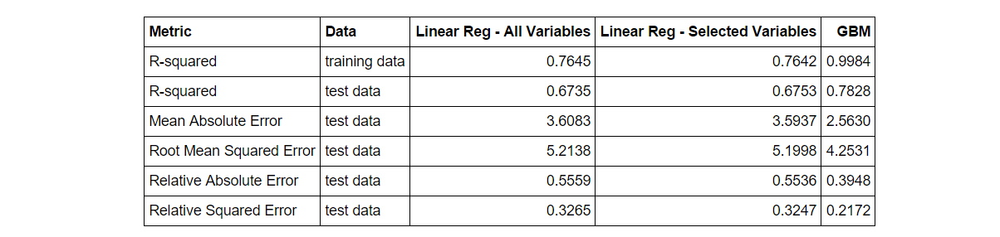 Metric Data Linear Reg - All Variables Linear Reg - Selected Variables GBM
R-squared training data 0.7645 0.7642 0.9984
R-squared test data 0.6735 0.6753 0.7828
Mean Absolute Error test data 3.6083 3.5937 2.5630
Root Mean Squared Error test data 5.2138 5.1998 4.2531
Relative Absolute Error test data 0.5559 0.5536 0.3948
Relative Squared Error test data 0.3265 0.3247 0.2172